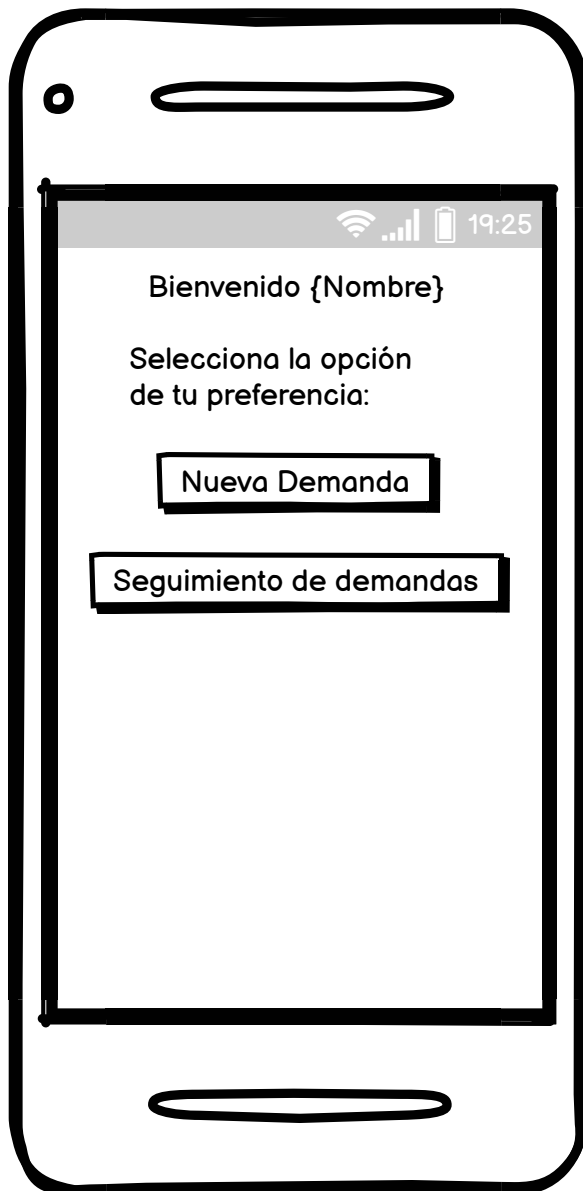 19:25
Bienvenido {Nombre}
Selecciona la opción
de tu preferencia:
Nueva Demanda
Seguimiento de demandas